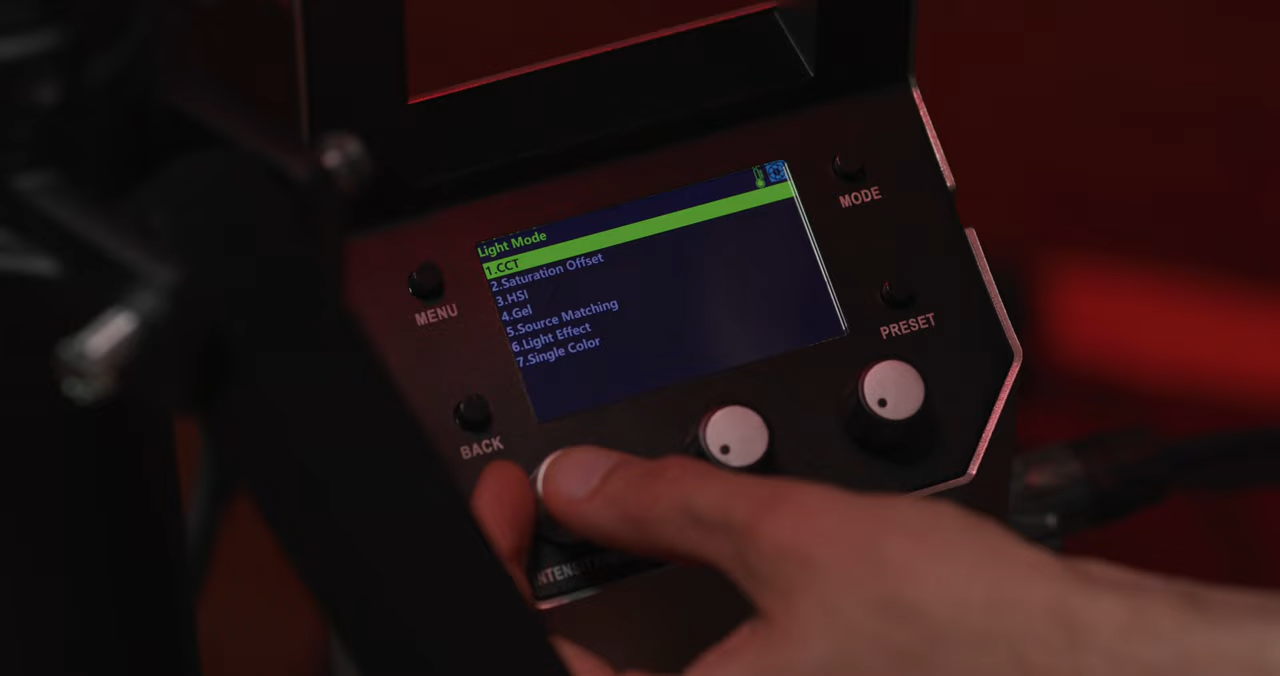 Light Mode
1.CCT
2.Saturation Offset
3.HSI
4.Gel
5.Source Matching
6.Light Effect
7.Single Color
MENU
BACK
MODE
PRESET